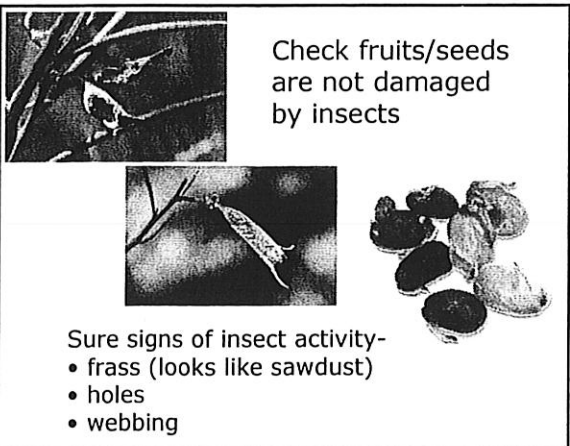 Check fruits/seeds
are not damaged
by insects
Sure signs of insect activity-
• frass (looks like sawdust)
• holes
• webbing